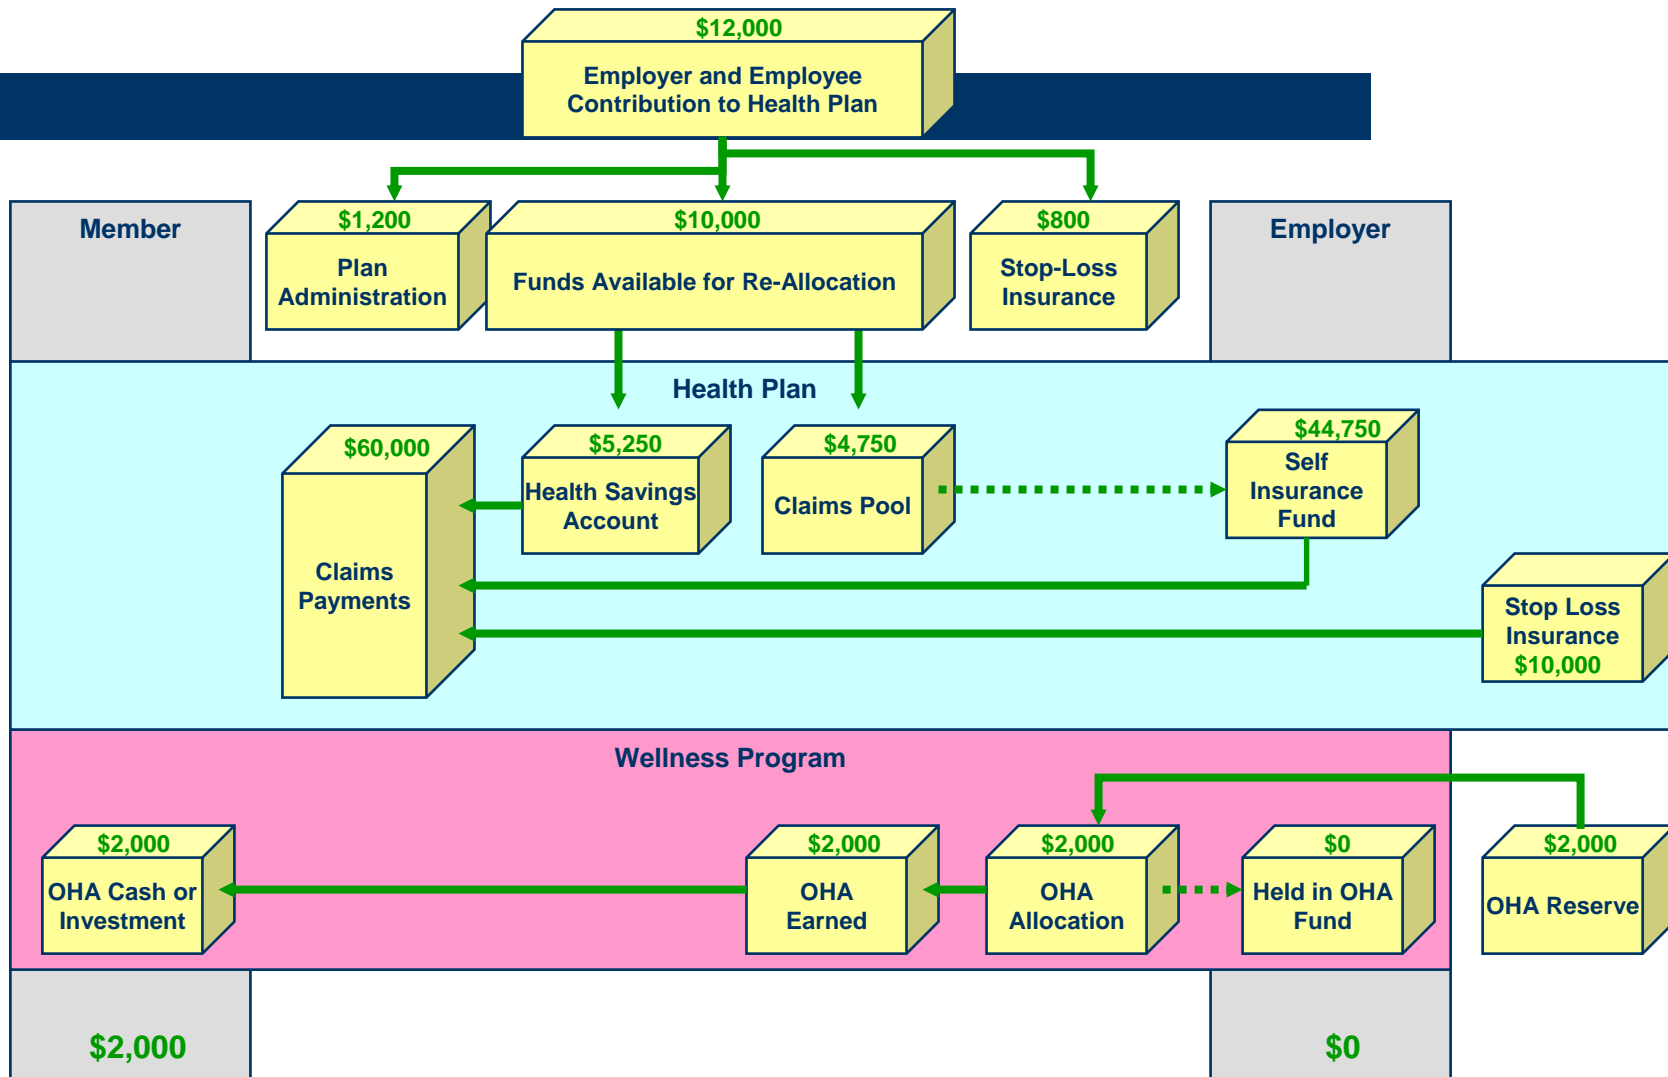 $12,000
Employer and Employee
Contribution to Health Plan
Member
$1,200
Plan
Administration
$10,000
Funds Available for Re-Allocation
$800
Stop-Loss
Insurance
Employer
Health Plan
$60,000
Claims
Payments
$5,250
Health Savings
Account
$4,750
Claims Pool
$44,750
Self
Insurance
Fund
Stop Loss
Insurance
$10,000
Wellness Program
$2,000
OHA Cash or
Investment
$2,000
OHA
Earned
$2,000
OHA
Allocation
$0
Held in OHA
Fund
$2,000
OHA Reserve
$2,000
$0